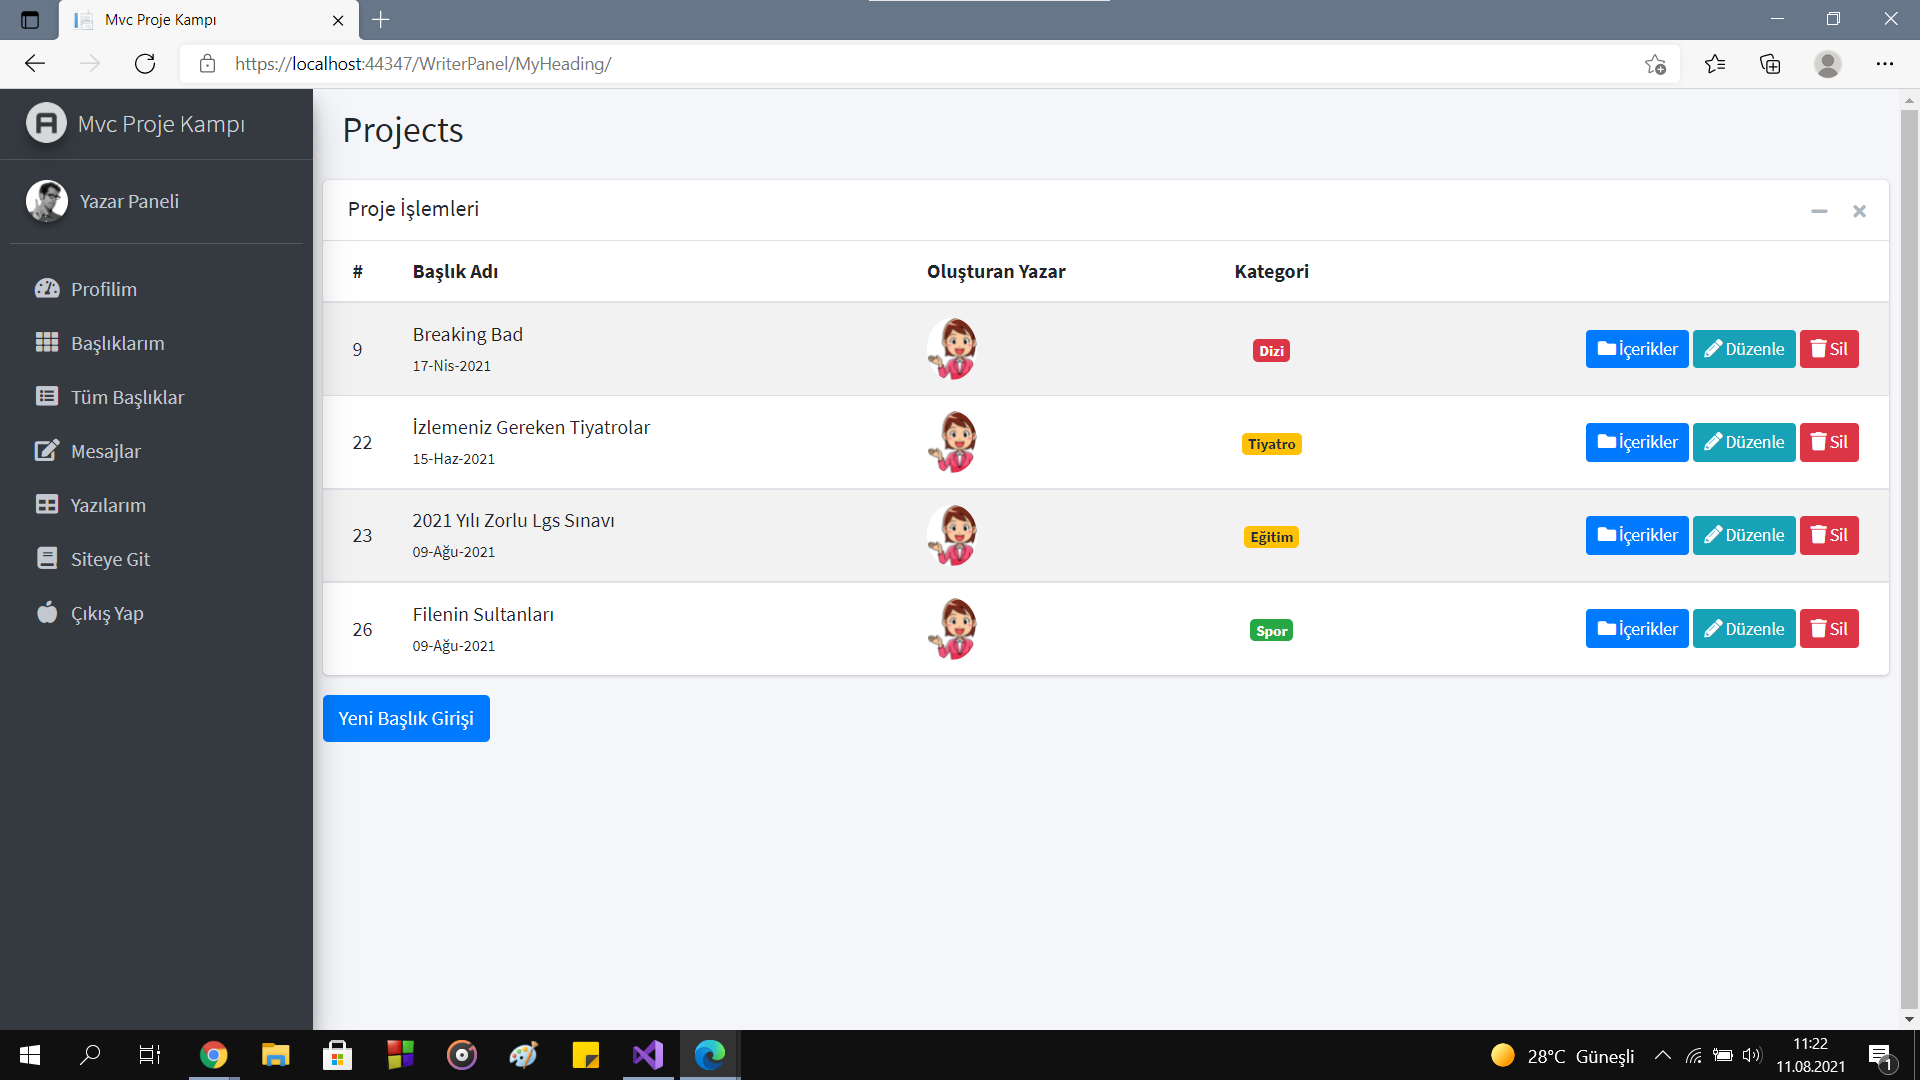 Mvc Proje Kampı
https://localhost:44347/WriterPanel/MyHeading/
A Mvc Proje Kampı
Projects
Yazar Paneli
Proje İşlemleri
# Başlık Adı Oluşturan Yazar Kategori
Profilim
Başlıklarım
Tüm Başlıklar
Mesajlar
Yazılarım
Siteye Git
Çıkış Yap
9 Breaking Bad Dizi İçerikler Düzenle Sil
17-Nis-2021
22 İzlemeniz Gereken Tiyatrolar Tiyatro İçerikler Düzenle Sil
15-Haz-2021
23 2021 Yılı Zorlu Lgs Sınavı Eğitim İçerikler Düzenle Sil
09-Ağu-2021
26 Filenin Sultanları Spor İçerikler Düzenle Sil
09-Ağu-2021
Yeni Başlık Girişi
28°C Güneşli
11:22
11.08.2021
1